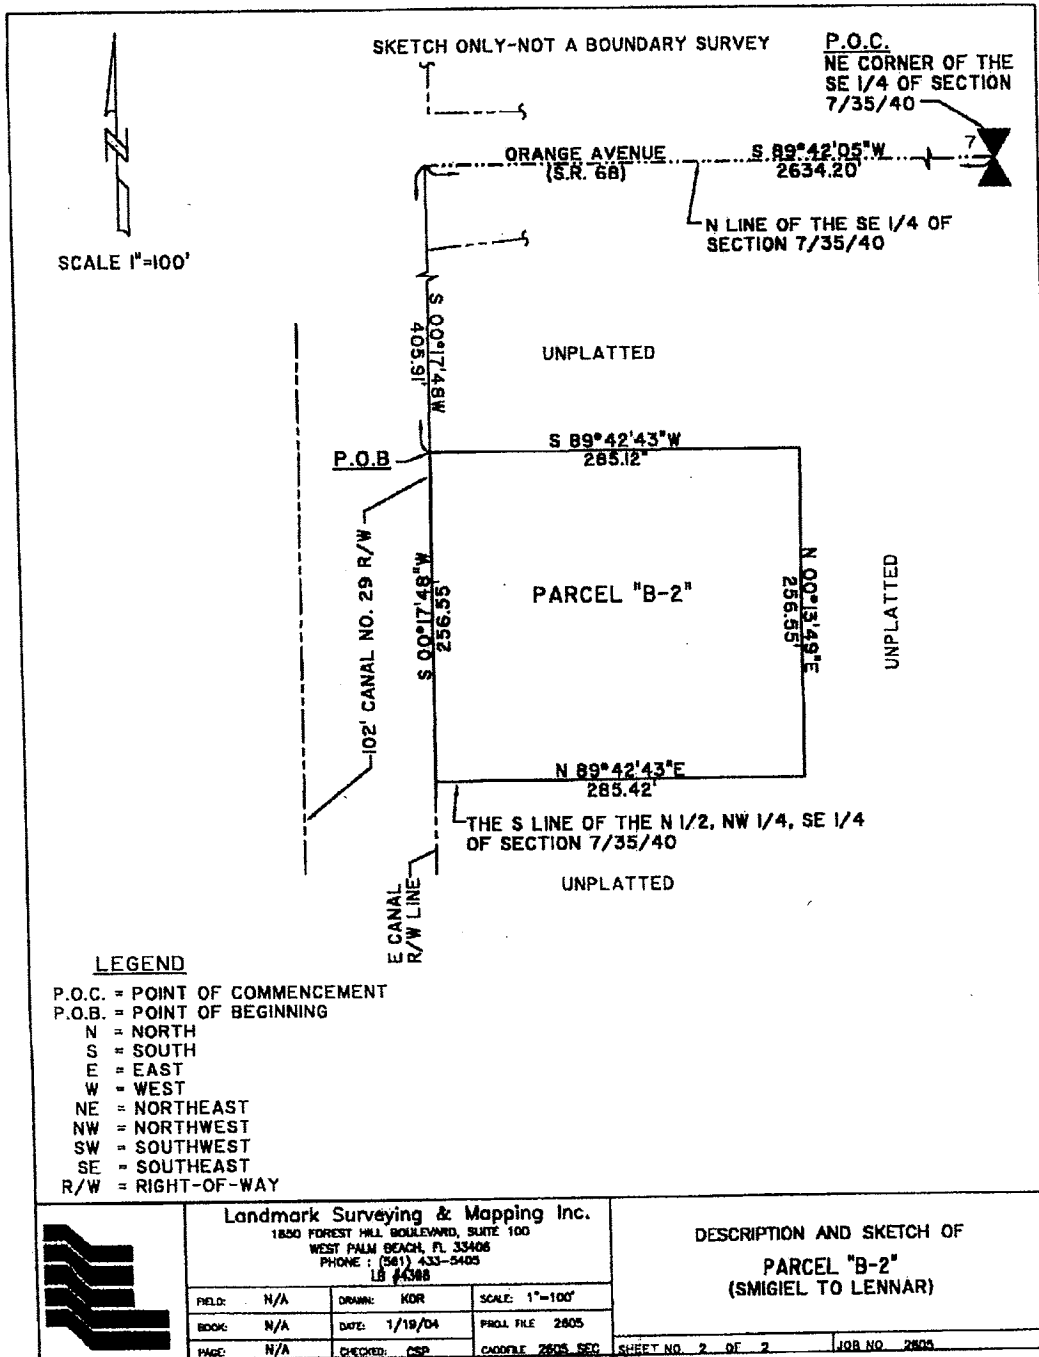 SKETCH ONLY-NOT A BOUNDARY SURVEY
P.O.C.
NE CORNER OF THE
SE 1/4 OF SECTION
7/35/40
7
ORANGE AVENUE
(S.R. 68)
S 89°42'05"W
2634.20'
N LINE OF THE SE 1/4 OF
SECTION 7/35/40
SCALE 1"=100'
S 00°17'48W
405.91'
UNPLATTED
P.O.B
S 89°42'43"W
285.12"
102' CANAL NO. 29 R/W
S 00°17'48"W
256.55'
PARCEL "B-2"
N 00°13'49"E
256.55'
UNPLATTED
N 89°42'43"E
285.42'
THE S LINE OF THE N 1/2, NW 1/4, SE 1/4
OF SECTION 7/35/40
E CANAL
R/W LINE
UNPLATTED
LEGEND
P.O.C. = POINT OF COMMENCEMENT
P.O.B. = POINT OF BEGINNING
N = NORTH
S = SOUTH
E = EAST
W = WEST
NE = NORTHEAST
NW = NORTHWEST
SW = SOUTHWEST
SE = SOUTHEAST
R/W = RIGHT-OF-WAY
Landmark Surveying & Mapping Inc.
1850 FOREST HILL BOULEVARD, SUITE 100
WEST PALM BEACH, FL 33406
PHONE : (561) 433-5405
LB #4396
FIELD: N/A
DRAWN: KDR
SCALE: 1"=100'
BOOK: N/A
DATE: 1/19/04
PROJ. FILE 2605
PAGE: N/A
CHECKED: CSP
CADDFILE 2605_SEC
DESCRIPTION AND SKETCH OF
PARCEL "B-2"
(SMIGIEL TO LENNAR)
SHEET NO. 2 OF 2
JOB NO. 2605